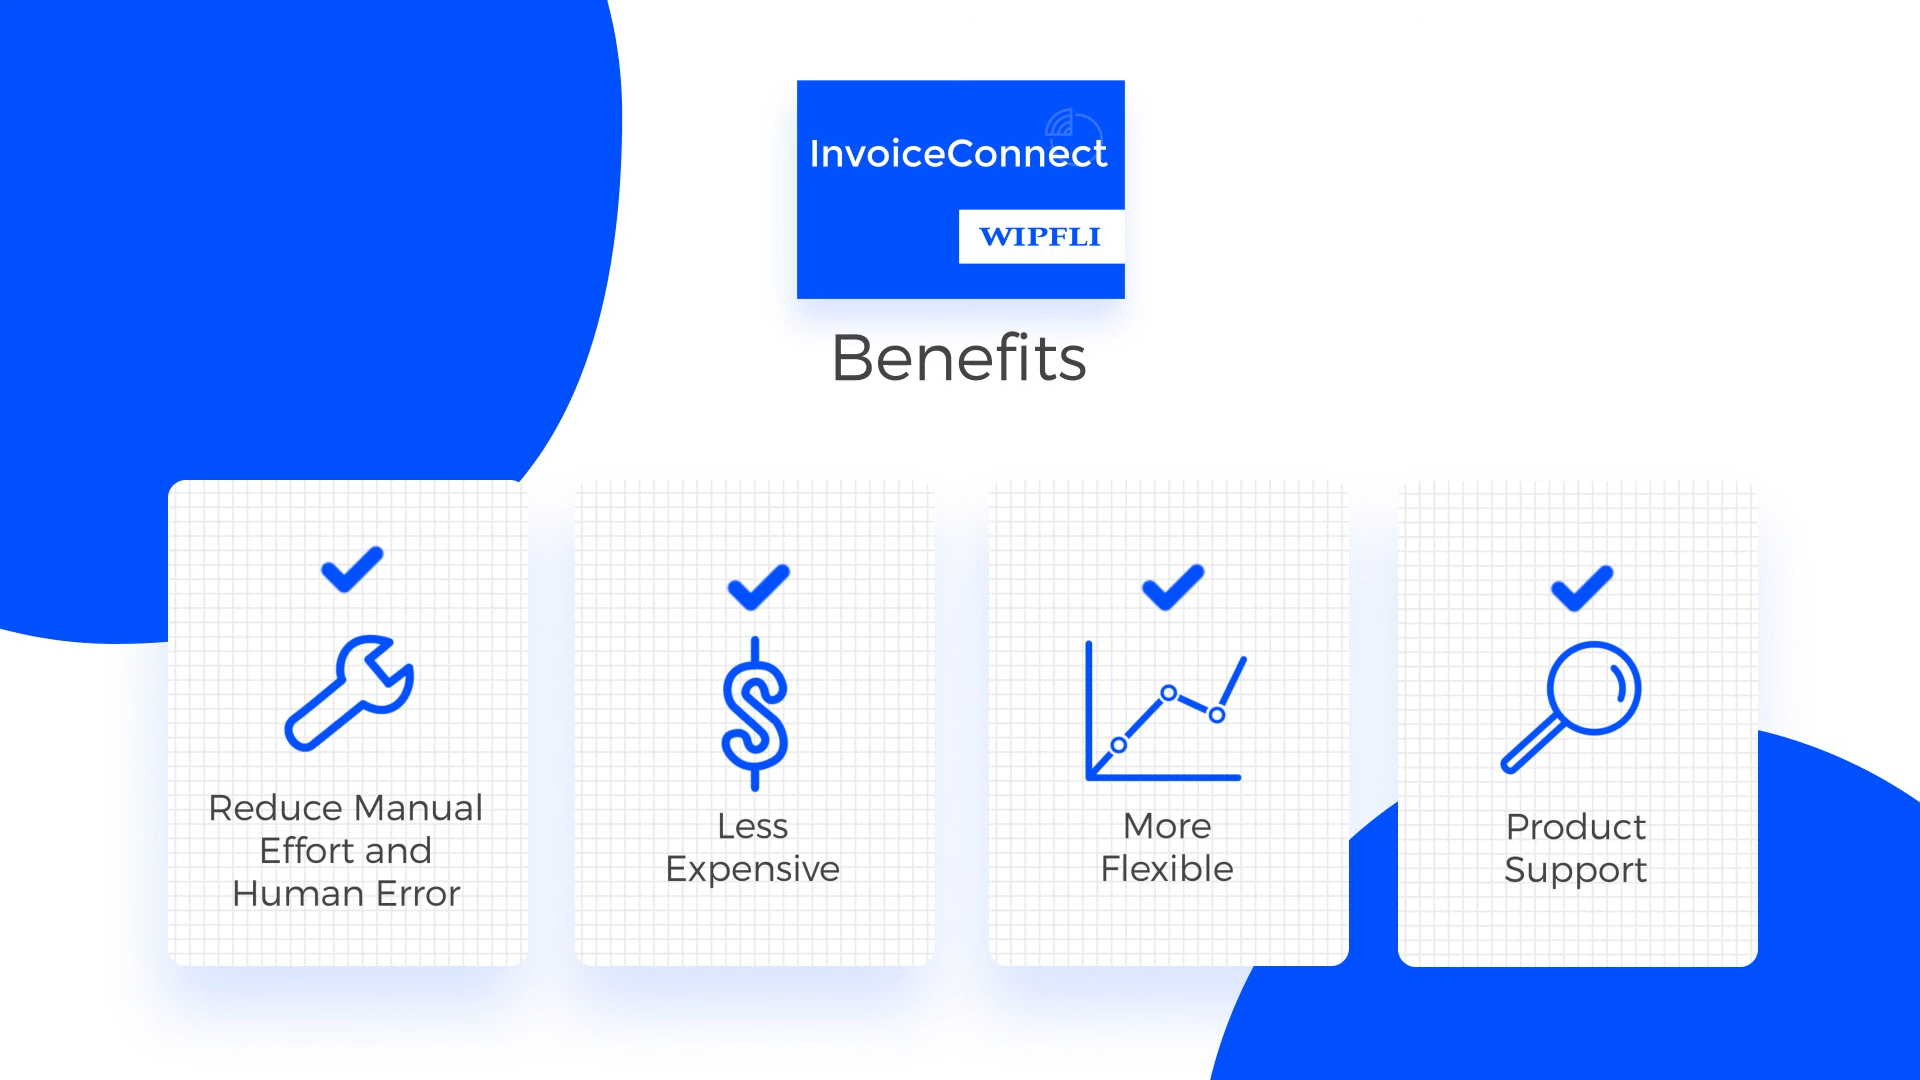 InvoiceConnect
WIPFLI
Benefits
Reduce Manual
Effort and
Human Error
Less
Expensive
More
Flexible
Product
Support